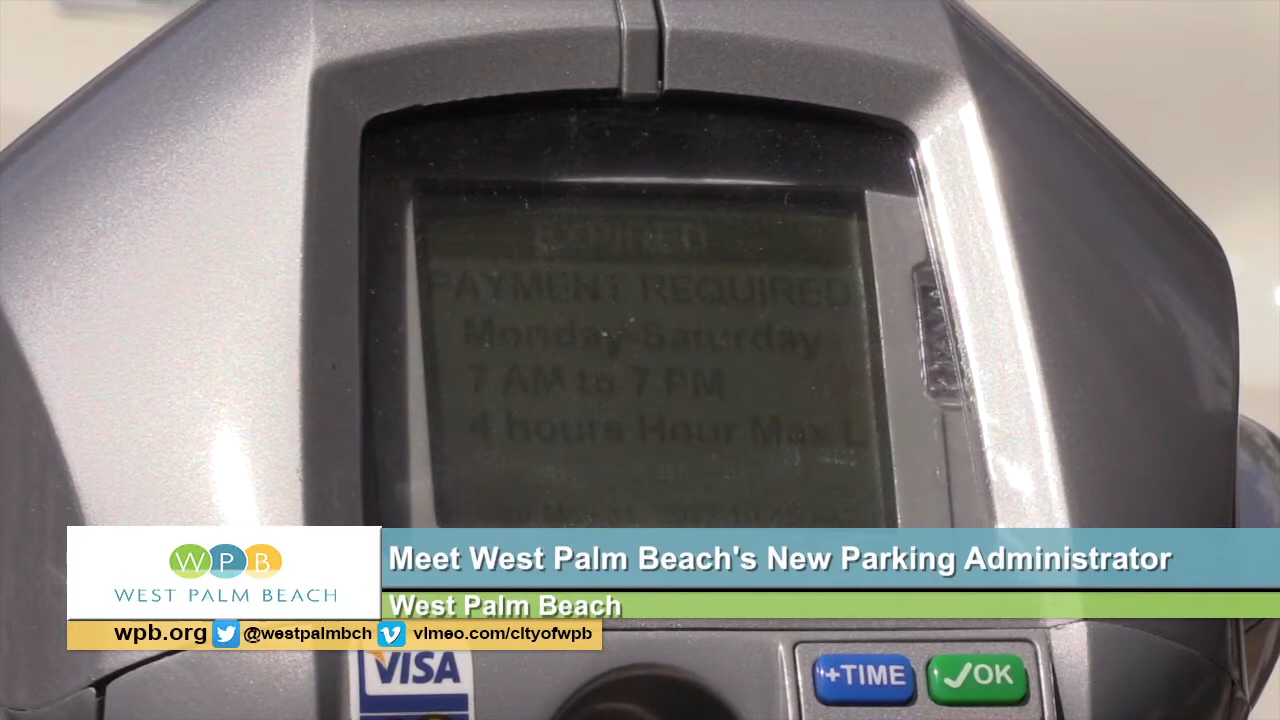 EXPIRED
PAYMENT REQUIRED
Monday-Saturday
7 AM to 7 PM
4 hours Hour Max L
WPB
WEST PALM BEACH
Meet West Palm Beach's New Parking Administrator
West Palm Beach
wpb.org @westpalmbch vimeo.com/cityofwpb
VISA
+TIME
OK